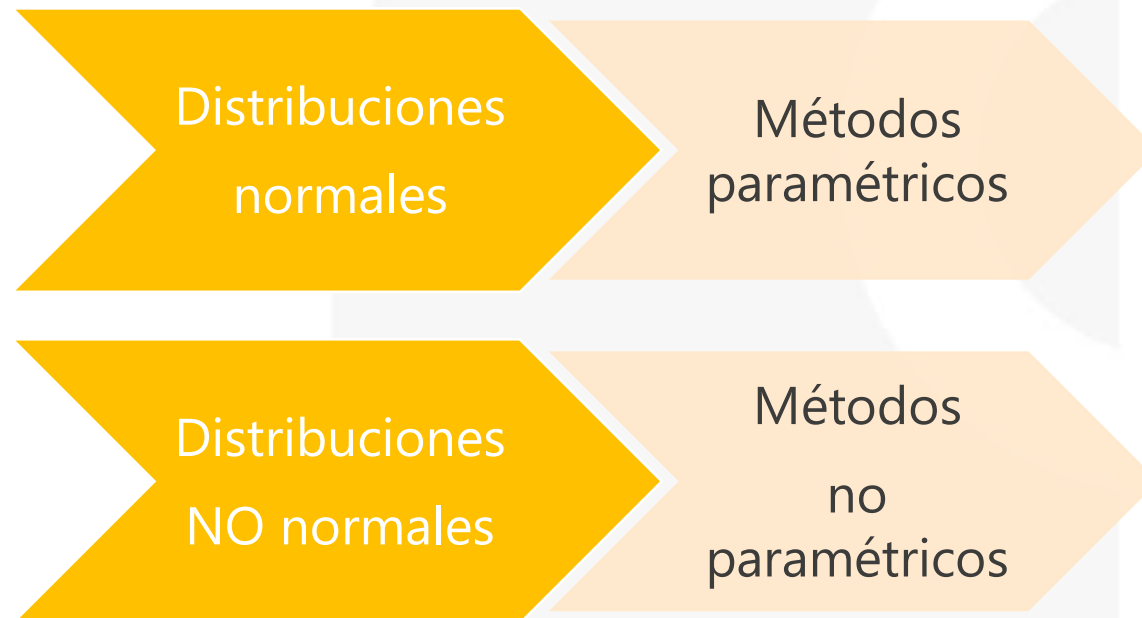 Distribuciones
normales
Métodos
paramétricos
Distribuciones
NO normales
Métodos
no
paramétricos